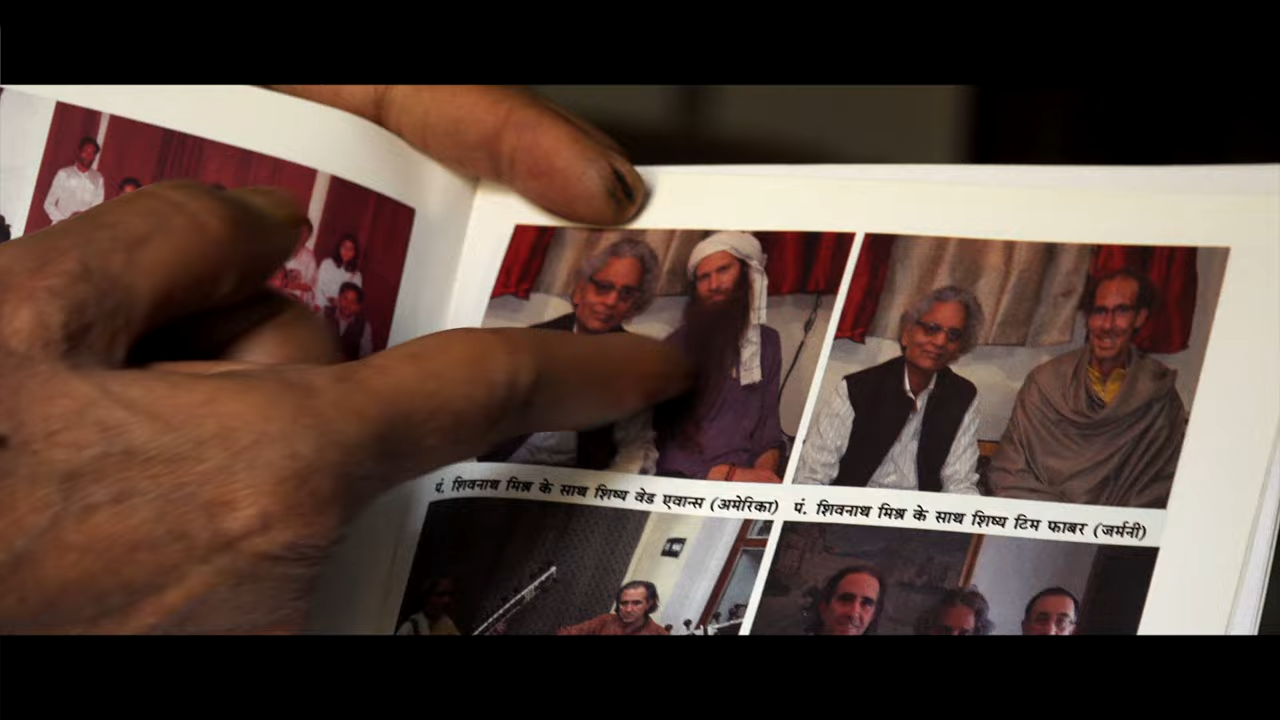 पं. शिवनाथ मिश्र के साथ शिष्य वेड एवान्स (अमेरिका)
पं. शिवनाथ मिश्र के साथ शिष्य टिम फाबर (जर्मनी)